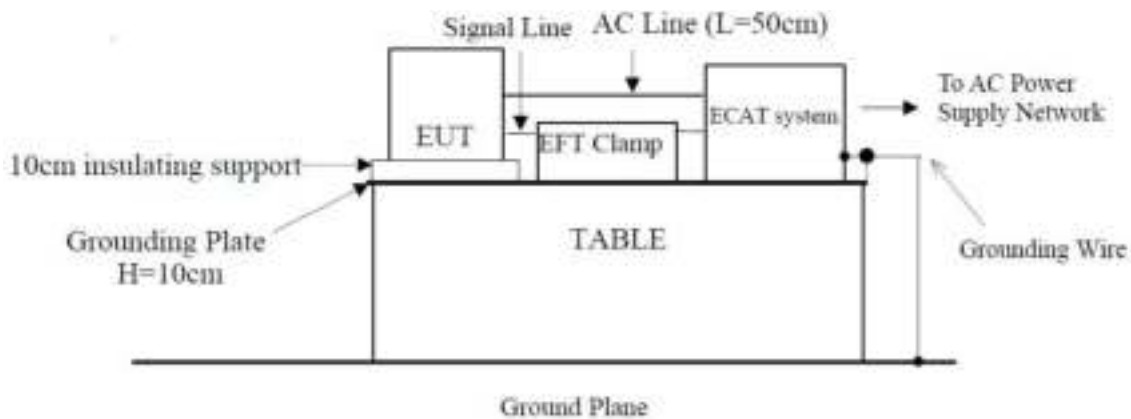 Signal Line
AC Line (L=50cm)
To AC Power
Supply Network
ECAT system
EUT
EFT Clamp
10cm insulating support
Grounding Plate
H=10cm
TABLE
Grounding Wire
Ground Plane